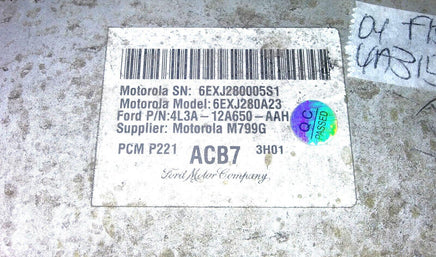 Motorola SN: 6EXJ280005S1
Motorola Model: 6EXJ280A23
Ford P/N:4L3A-12A650-AAH
Supplier: Motorola M799G
PCM P221 ACB7 3H01
Ford Motor Company
QC
PASSED
04